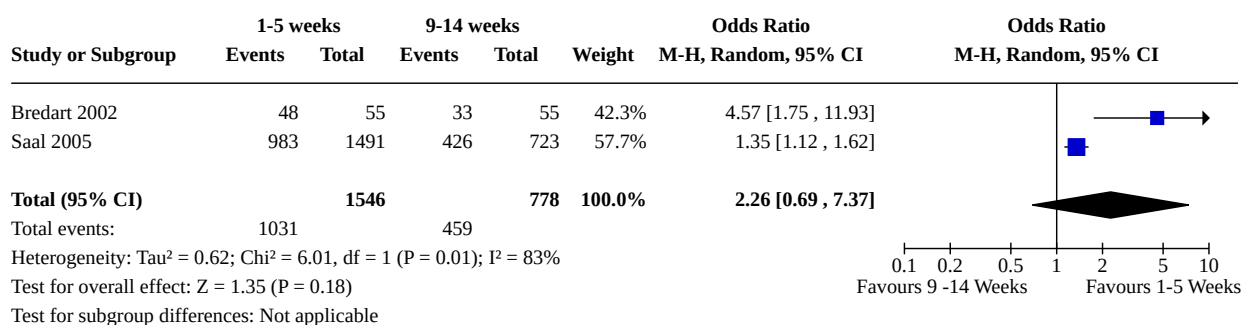 1-5 weeks 9-14 weeks Odds Ratio Odds Ratio
Study or Subgroup Events Total Events Total Weight M-H, Random, 95% CI M-H, Random, 95% CI
Bredart 2002 48 55 33 55 42.3% 4.57 [1.75 , 11.93]
Saal 2005 983 1491 426 723 57.7% 1.35 [1.12 , 1.62]
Total (95% CI) 1546 778 100.0% 2.26 [0.69 , 7.37]
Total events: 1031 459
Heterogeneity: Tau² = 0.62; Chi² = 6.01, df = 1 (P = 0.01); I² = 83%
0.1 0.2 0.5 1 2 5 10
Test for overall effect: Z = 1.35 (P = 0.18)
Favours 9 -14 Weeks Favours 1-5 Weeks
Test for subgroup differences: Not applicable